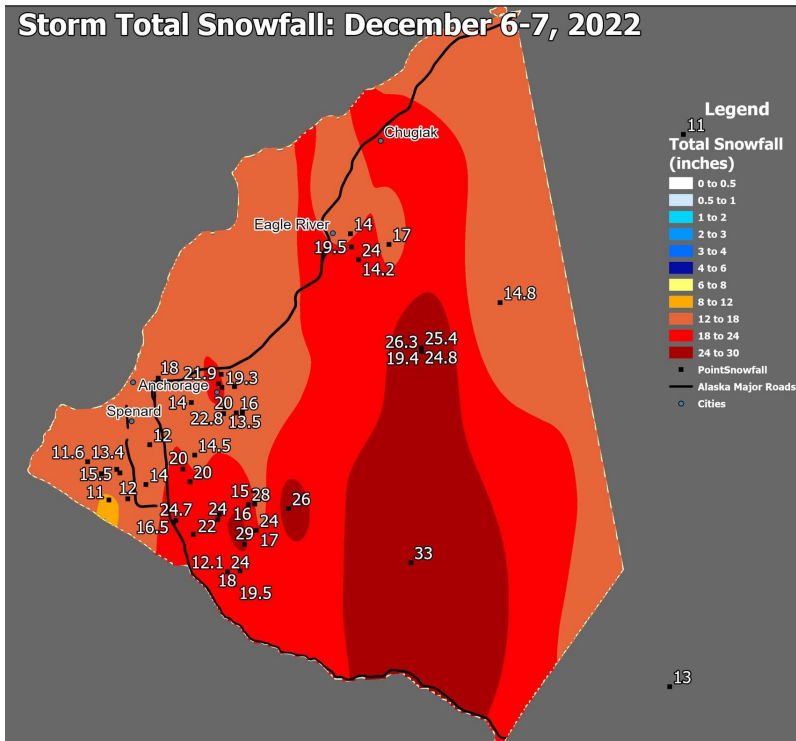 Storm Total Snowfall: December 6-7, 2022
Legend
11
Total Snowfall
(inches)
0 to 0.5
0.5 to 1
1 to 2
2 to 3
3 to 4
4 to 6
6 to 8
8 to 12
12 to 18
18 to 24
24 to 30
PointSnowfall
Alaska Major Roads
Cities
Chugiak
Eagle River
14
19.5
24
17
14.2
14.8
26.3
25.4
19.4
24.8
18
21.9
19.3
Anchorage
14
20
16
Spenard
22.8
13.5
12
14.5
11.6
13.4
20
15.5
14
20
11
12
15
28
26
24.7
24
16
24
16.5
22
29
17
33
12.1
24
18
19.5
13